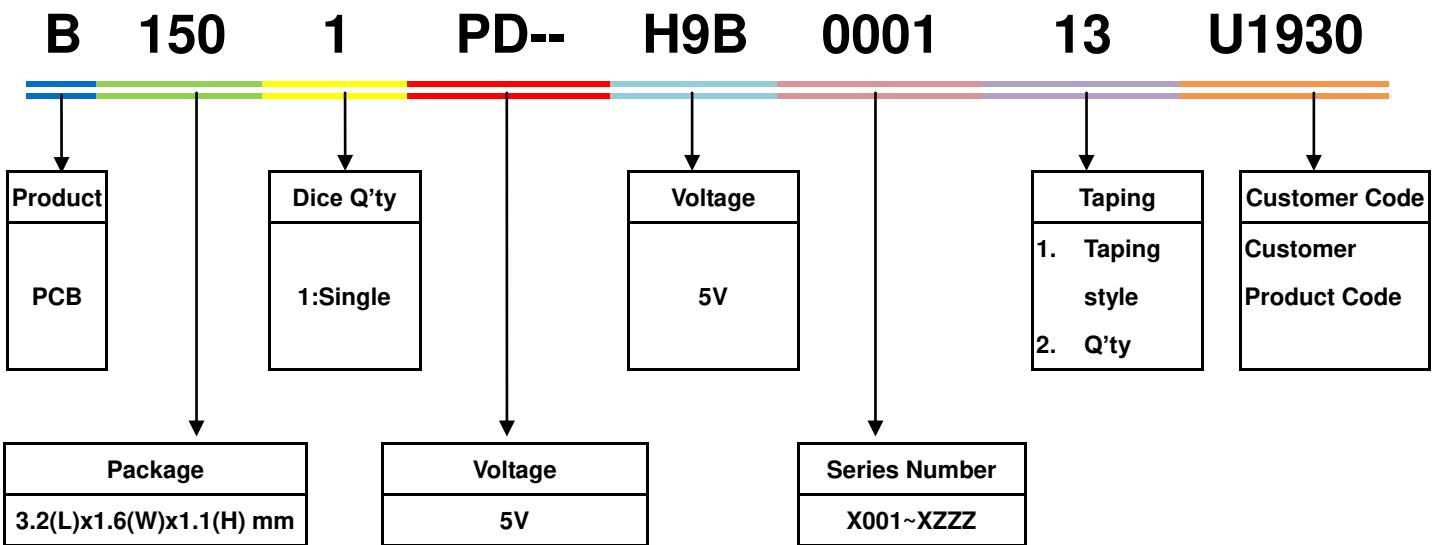 B 150 1 PD-- H9B 0001 13 U1930
Product
PCB
Dice Q'ty
1:Single
Voltage
5V
Taping
1. Taping
style
2. Q'ty
Customer Code
Customer
Product Code
Package
3.2(L)x1.6(W)x1.1(H) mm
Voltage
5V
Series Number
X001~XZZZ